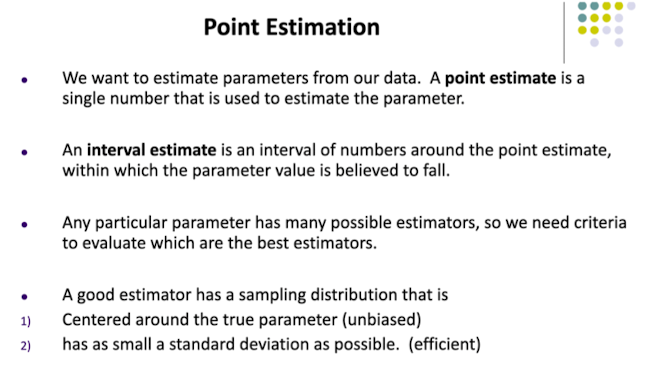 Point Estimation
• We want to estimate parameters from our data. A point estimate is a
single number that is used to estimate the parameter.
• An interval estimate is an interval of numbers around the point estimate,
within which the parameter value is believed to fall.
• Any particular parameter has many possible estimators, so we need criteria
to evaluate which are the best estimators.
• A good estimator has a sampling distribution that is
1) Centered around the true parameter (unbiased)
2) has as small a standard deviation as possible. (efficient)